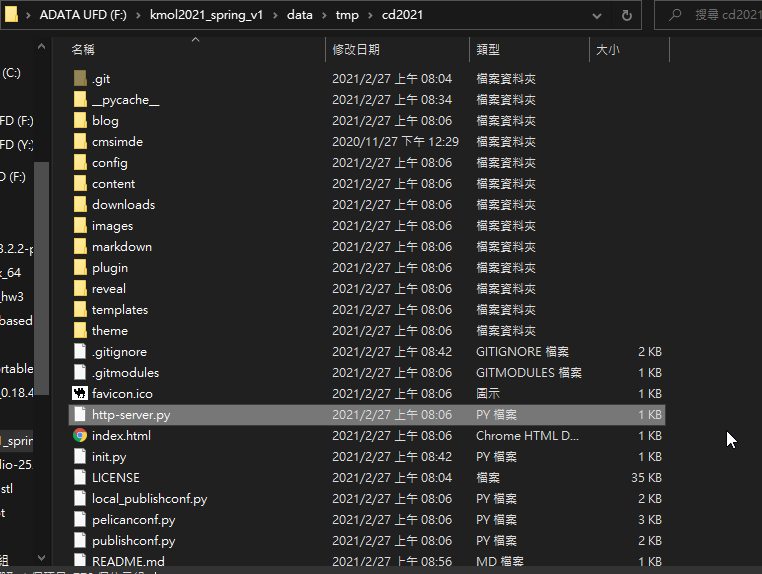 ADATA UFD (F:) › kmol2021_spring_v1 › data › tmp › cd2021 搜尋 cd2021
名稱 修改日期 類型 大小
(C:)
FD (F:)
FD (Y:)
D (F:)
3.2.2-p
x_64
_hw3
based
ortable
_0.18.4
1_sprin
dio-25
stl
ot
組
.git 2021/2/27 上午 08:04 檔案資料夾
__pycache__ 2021/2/27 上午 08:34 檔案資料夾
blog 2021/2/27 上午 08:06 檔案資料夾
cmsimde 2020/11/27 下午 12:29 檔案資料夾
config 2021/2/27 上午 08:06 檔案資料夾
content 2021/2/27 上午 08:06 檔案資料夾
downloads 2021/2/27 上午 08:06 檔案資料夾
images 2021/2/27 上午 08:06 檔案資料夾
markdown 2021/2/27 上午 08:06 檔案資料夾
plugin 2021/2/27 上午 08:06 檔案資料夾
reveal 2021/2/27 上午 08:06 檔案資料夾
templates 2021/2/27 上午 08:06 檔案資料夾
theme 2021/2/27 上午 08:06 檔案資料夾
.gitignore 2021/2/27 上午 08:42 GITIGNORE 檔案 2 KB
.gitmodules 2021/2/27 上午 08:06 GITMODULES 檔案 1 KB
favicon.ico 2021/2/27 上午 08:06 圖示 1 KB
http-server.py 2021/2/27 上午 08:06 PY 檔案 1 KB
index.html 2021/2/27 上午 08:06 Chrome HTML D... 1 KB
init.py 2021/2/27 上午 08:42 PY 檔案 1 KB
LICENSE 2021/2/27 上午 08:04 檔案 35 KB
local_publishconf.py 2021/2/27 上午 08:06 PY 檔案 2 KB
pelicanconf.py 2021/2/27 上午 08:06 PY 檔案 3 KB
publishconf.py 2021/2/27 上午 08:06 PY 檔案 2 KB
README.md 2021/2/27 上午 08:56 MD 檔案 1 KB